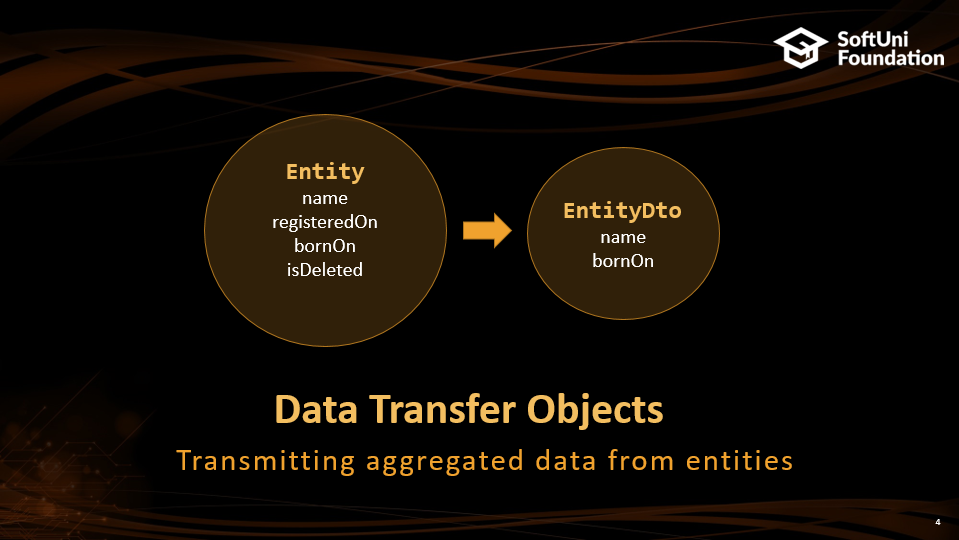 SoftUni
Foundation
Entity
name
registeredOn
bornOn
isDeleted
EntityDto
name
bornOn
Data Transfer Objects
Transmitting aggregated data from entities
4